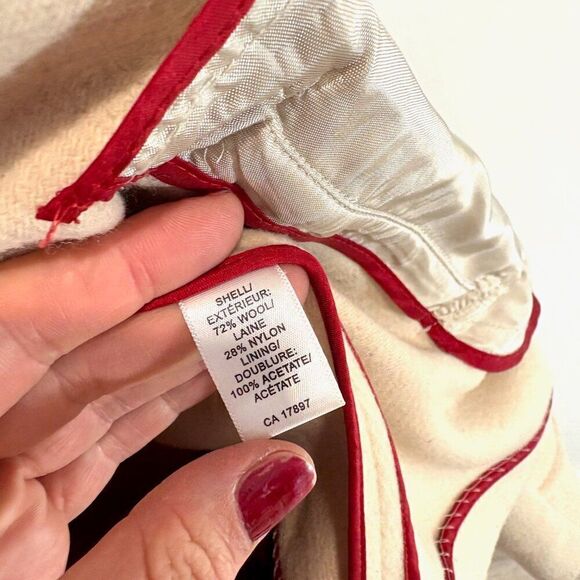 SHELL/
EXTÉRIEUR:
72% WOOL/
LAINE
28% NYLON
LINING/
DOUBLURE:
100% ACETATE/
ACÉTATE
CA 17897